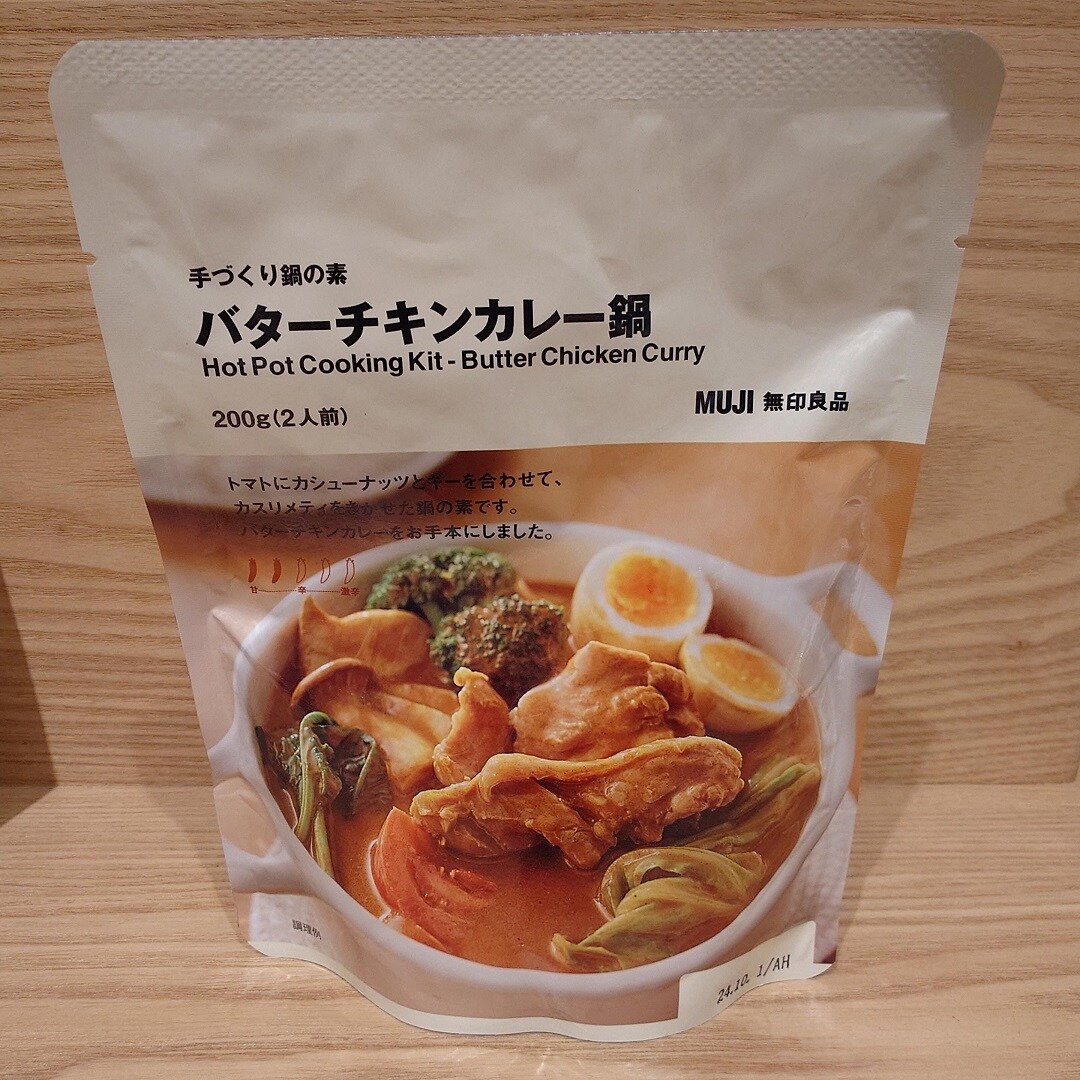 手づくり鍋の素
バターチキンカレー鍋
Hot Pot Cooking Kit - Butter Chicken Curry
200g(2人前)
MUJI 無印良品
トマトにカシューナッツとギーを合わせて、
カスリメティをきかせた鍋の素です。
バターチキンカレーをお手本にしました。
甘 辛 激辛
調理例
24.10. 1/AH